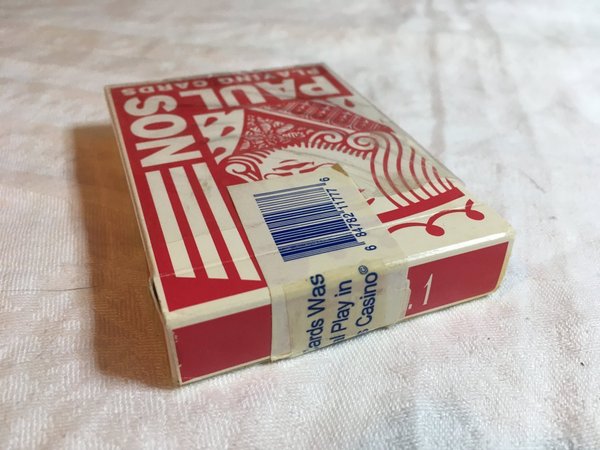 PAULSON
PLAYING CARDS
6 84782 11777 6
ards Was
l Play in
s Casino©